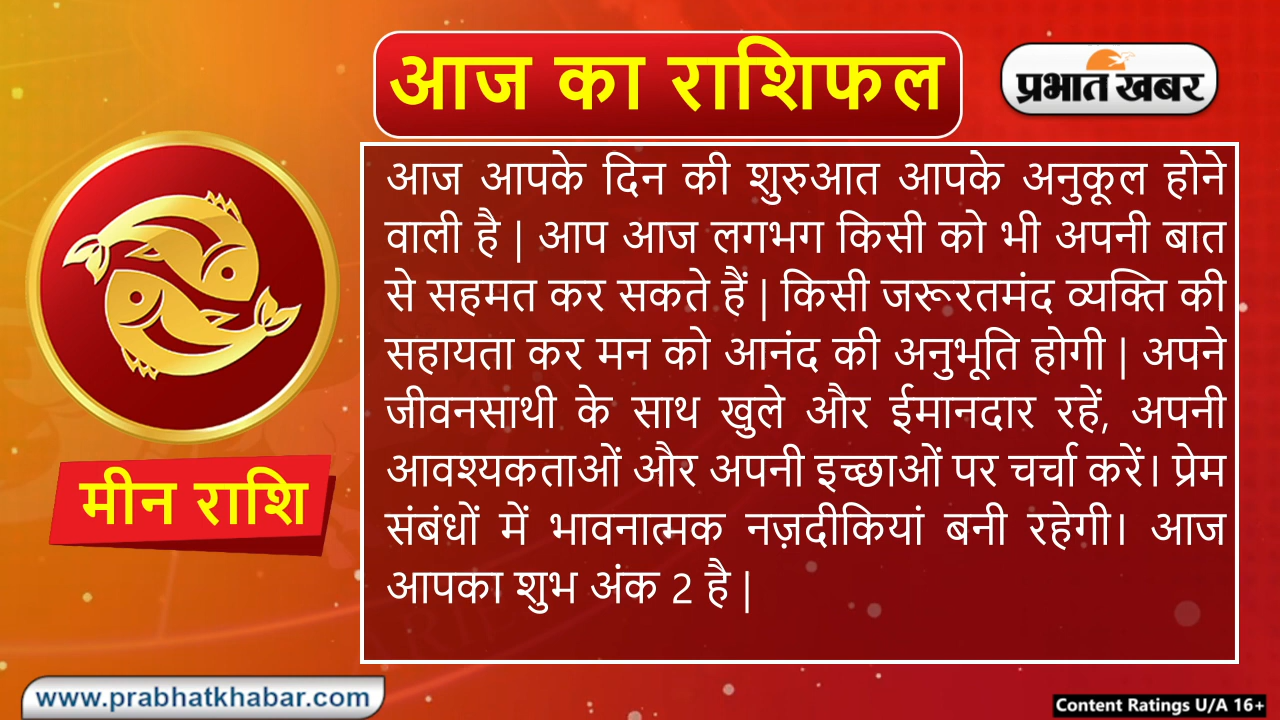 आज का राशिफल
प्रभात खबर
आज आपके दिन की शुरुआत आपके अनुकूल होने
वाली है | आप आज लगभग किसी को भी अपनी बात
से सहमत कर सकते हैं | किसी जरूरतमंद व्यक्ति की
सहायता कर मन को आनंद की अनुभूति होगी | अपने
जीवनसाथी के साथ खुले और ईमानदार रहें, अपनी
आवश्यकताओं और अपनी इच्छाओं पर चर्चा करें। प्रेम
संबंधों में भावनात्मक नज़दीकियां बनी रहेगी। आज
आपका शुभ अंक 2 है |
मीन राशि
www.prabhatkhabar.com
Content Ratings U/A 16+